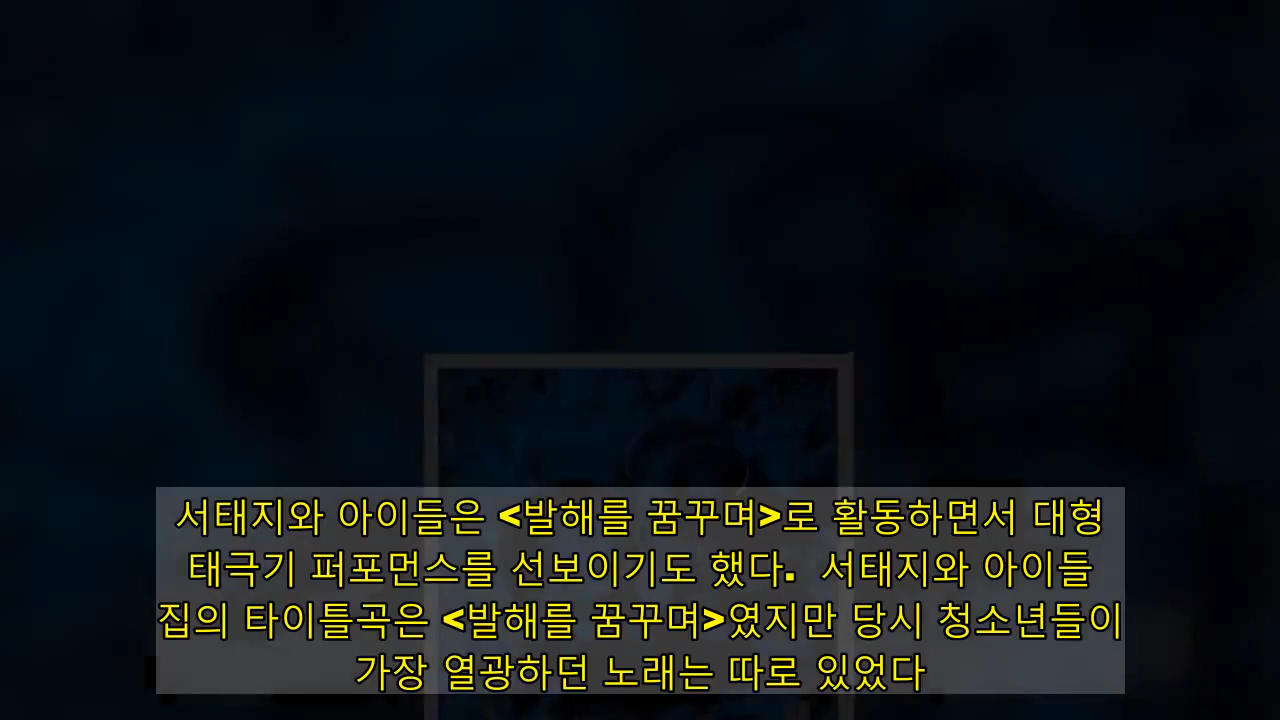 서태지와 아이들은 <발해를 꿈꾸며>로 활동하면서 대형
태극기 퍼포먼스를 선보이기도 했다.  서태지와 아이들
집의 타이틀곡은 <발해를 꿈꾸며>였지만 당시 청소년들이
가장 열광하던 노래는 따로 있었다